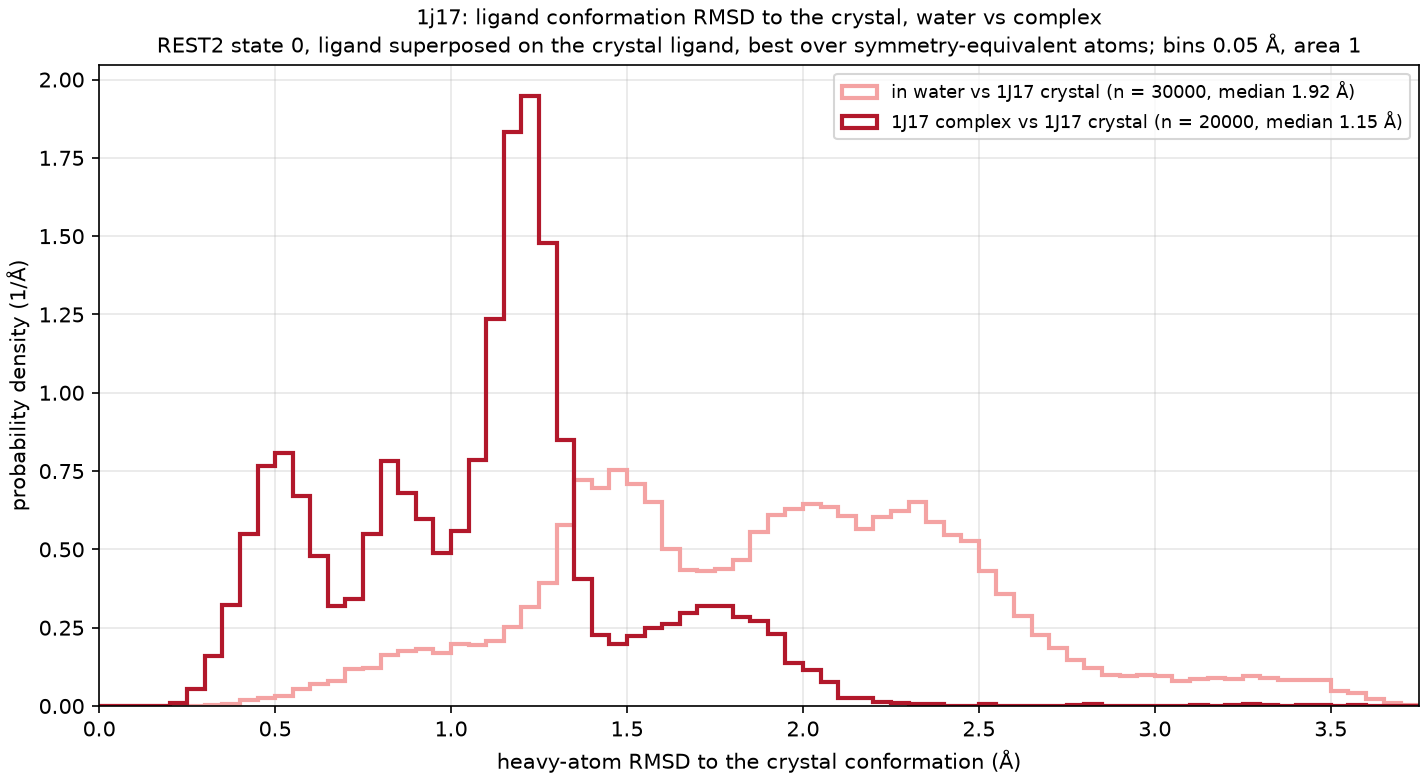 1j17: ligand conformation RMSD to the crystal, water vs complex
REST2 state 0, ligand superposed on the crystal ligand, best over symmetry-equivalent atoms; bins 0.05 Å, area 1
in water vs 1J17 crystal (n = 30000, median 1.92 Å)
1J17 complex vs 1J17 crystal (n = 20000, median 1.15 Å)
probability density (1/Å)
2.00
1.75
1.50
1.25
1.00
0.75
0.50
0.25
0.00
0.0 0.5 1.0 1.5 2.0 2.5 3.0 3.5
heavy-atom RMSD to the crystal conformation (Å)